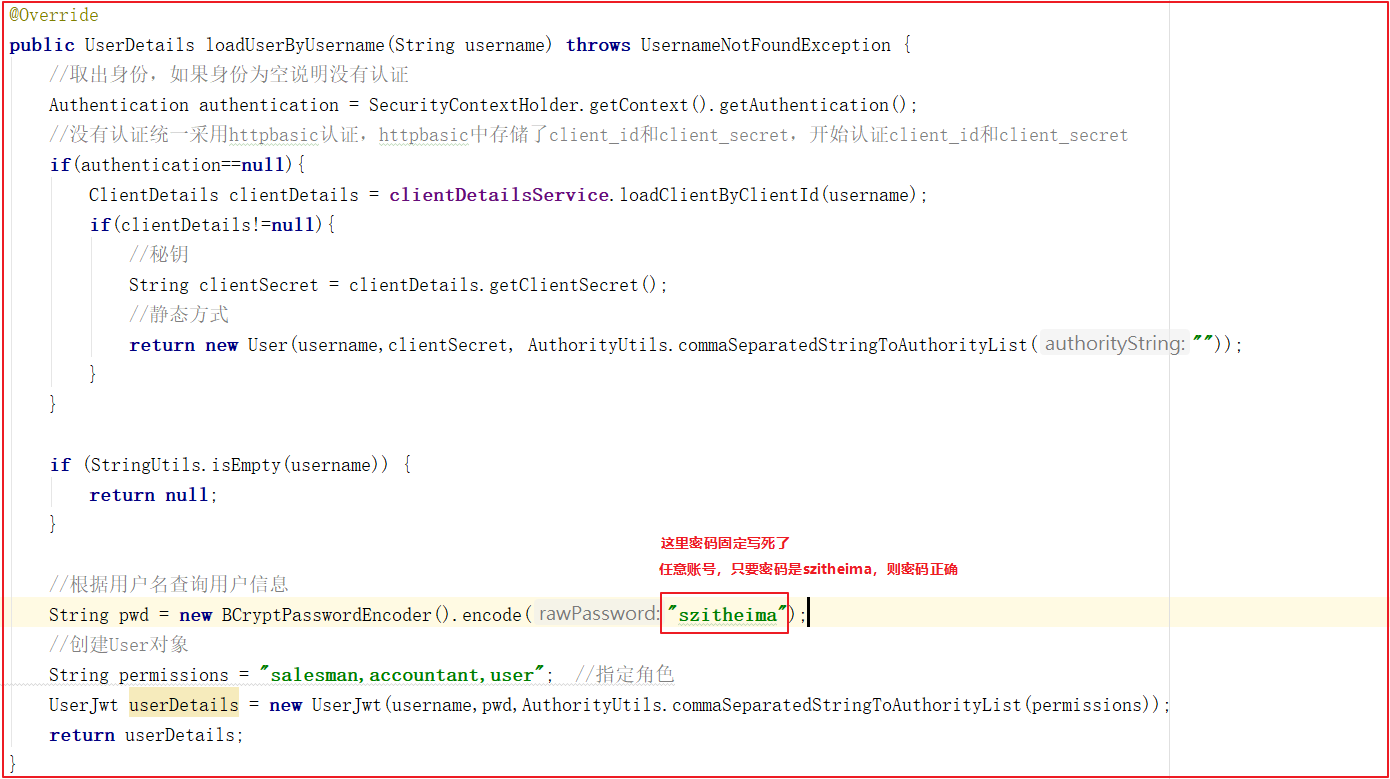 @Override
public UserDetails loadUserByUsername(String username) throws UsernameNotFoundException {
//取出身份，如果身份为空说明没有认证
Authentication authentication = SecurityContextHolder.getContext().getAuthentication();
//没有认证统一采用httpbasic认证，httpbasic中存储了client_id和client_secret，开始认证client_id和client_secret
if(authentication==null){
ClientDetails clientDetails = clientDetailsService.loadClientByClientId(username);
if(clientDetails!=null){
//秘钥
String clientSecret = clientDetails.getClientSecret();
//静态方式
return new User(username,clientSecret, AuthorityUtils.commaSeparatedStringToAuthorityList( authorityString: ""));
}
}
if (StringUtils.isEmpty(username)) {
return null;
}
这里密码固定写死了
任意账号，只要密码是szitheima，则密码正确
//根据用户名查询用户信息
String pwd = new BCryptPasswordEncoder().encode( rawPassword: "szitheima");
//创建User对象
String permissions = "salesman,accountant,user"; //指定角色
UserJwt userDetails = new UserJwt(username,pwd,AuthorityUtils.commaSeparatedStringToAuthorityList(permissions));
return userDetails;
}